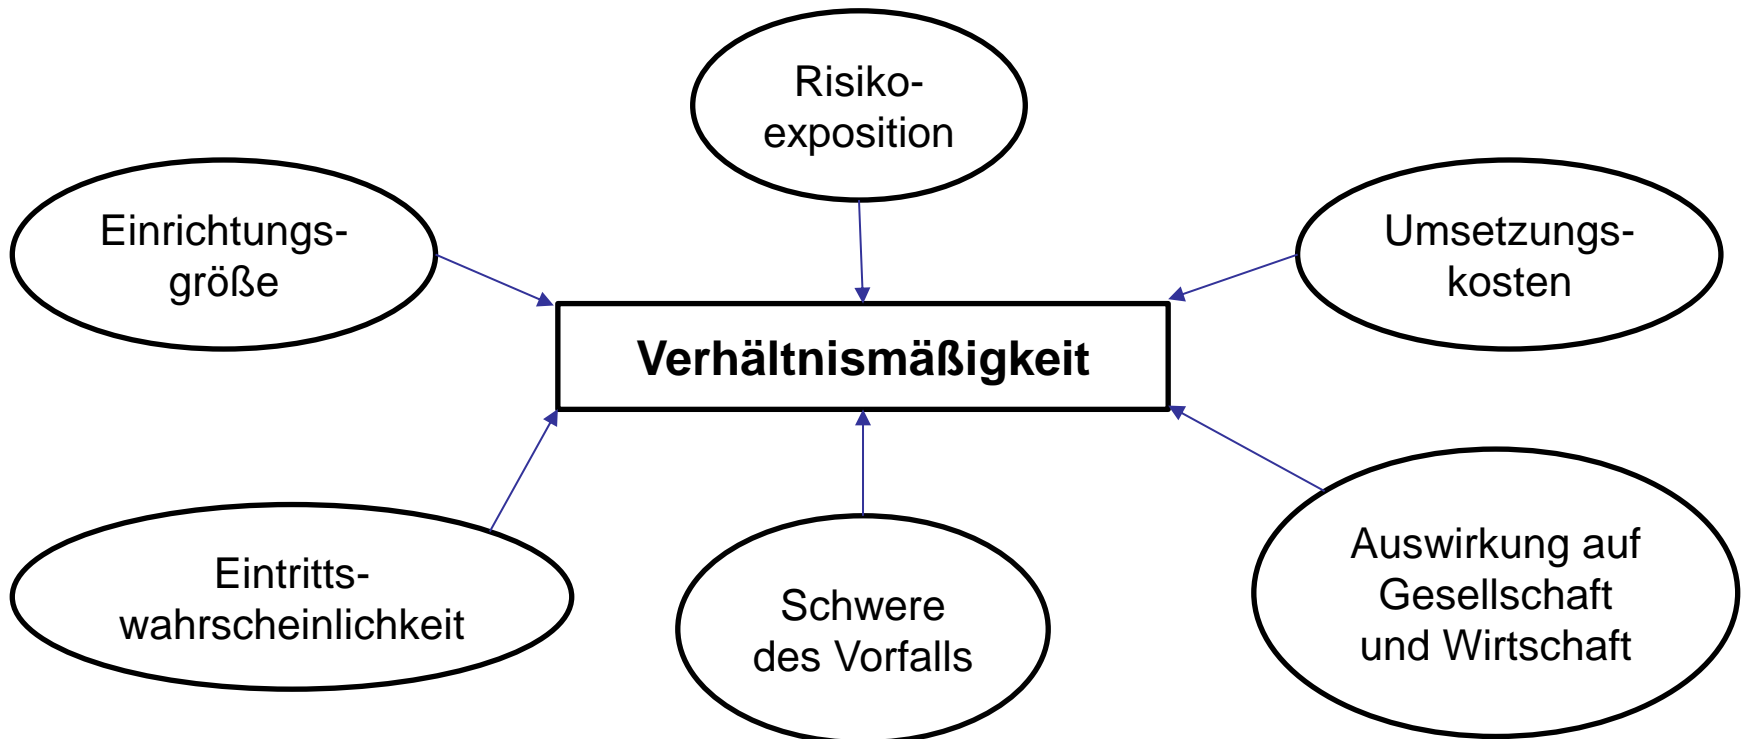 Risiko-
exposition
Einrichtungs-
größe
Umsetzungs-
kosten
Verhältnismäßigkeit
Eintritts-
wahrscheinlichkeit
Schwere
des Vorfalls
Auswirkung auf
Gesellschaft
und Wirtschaft